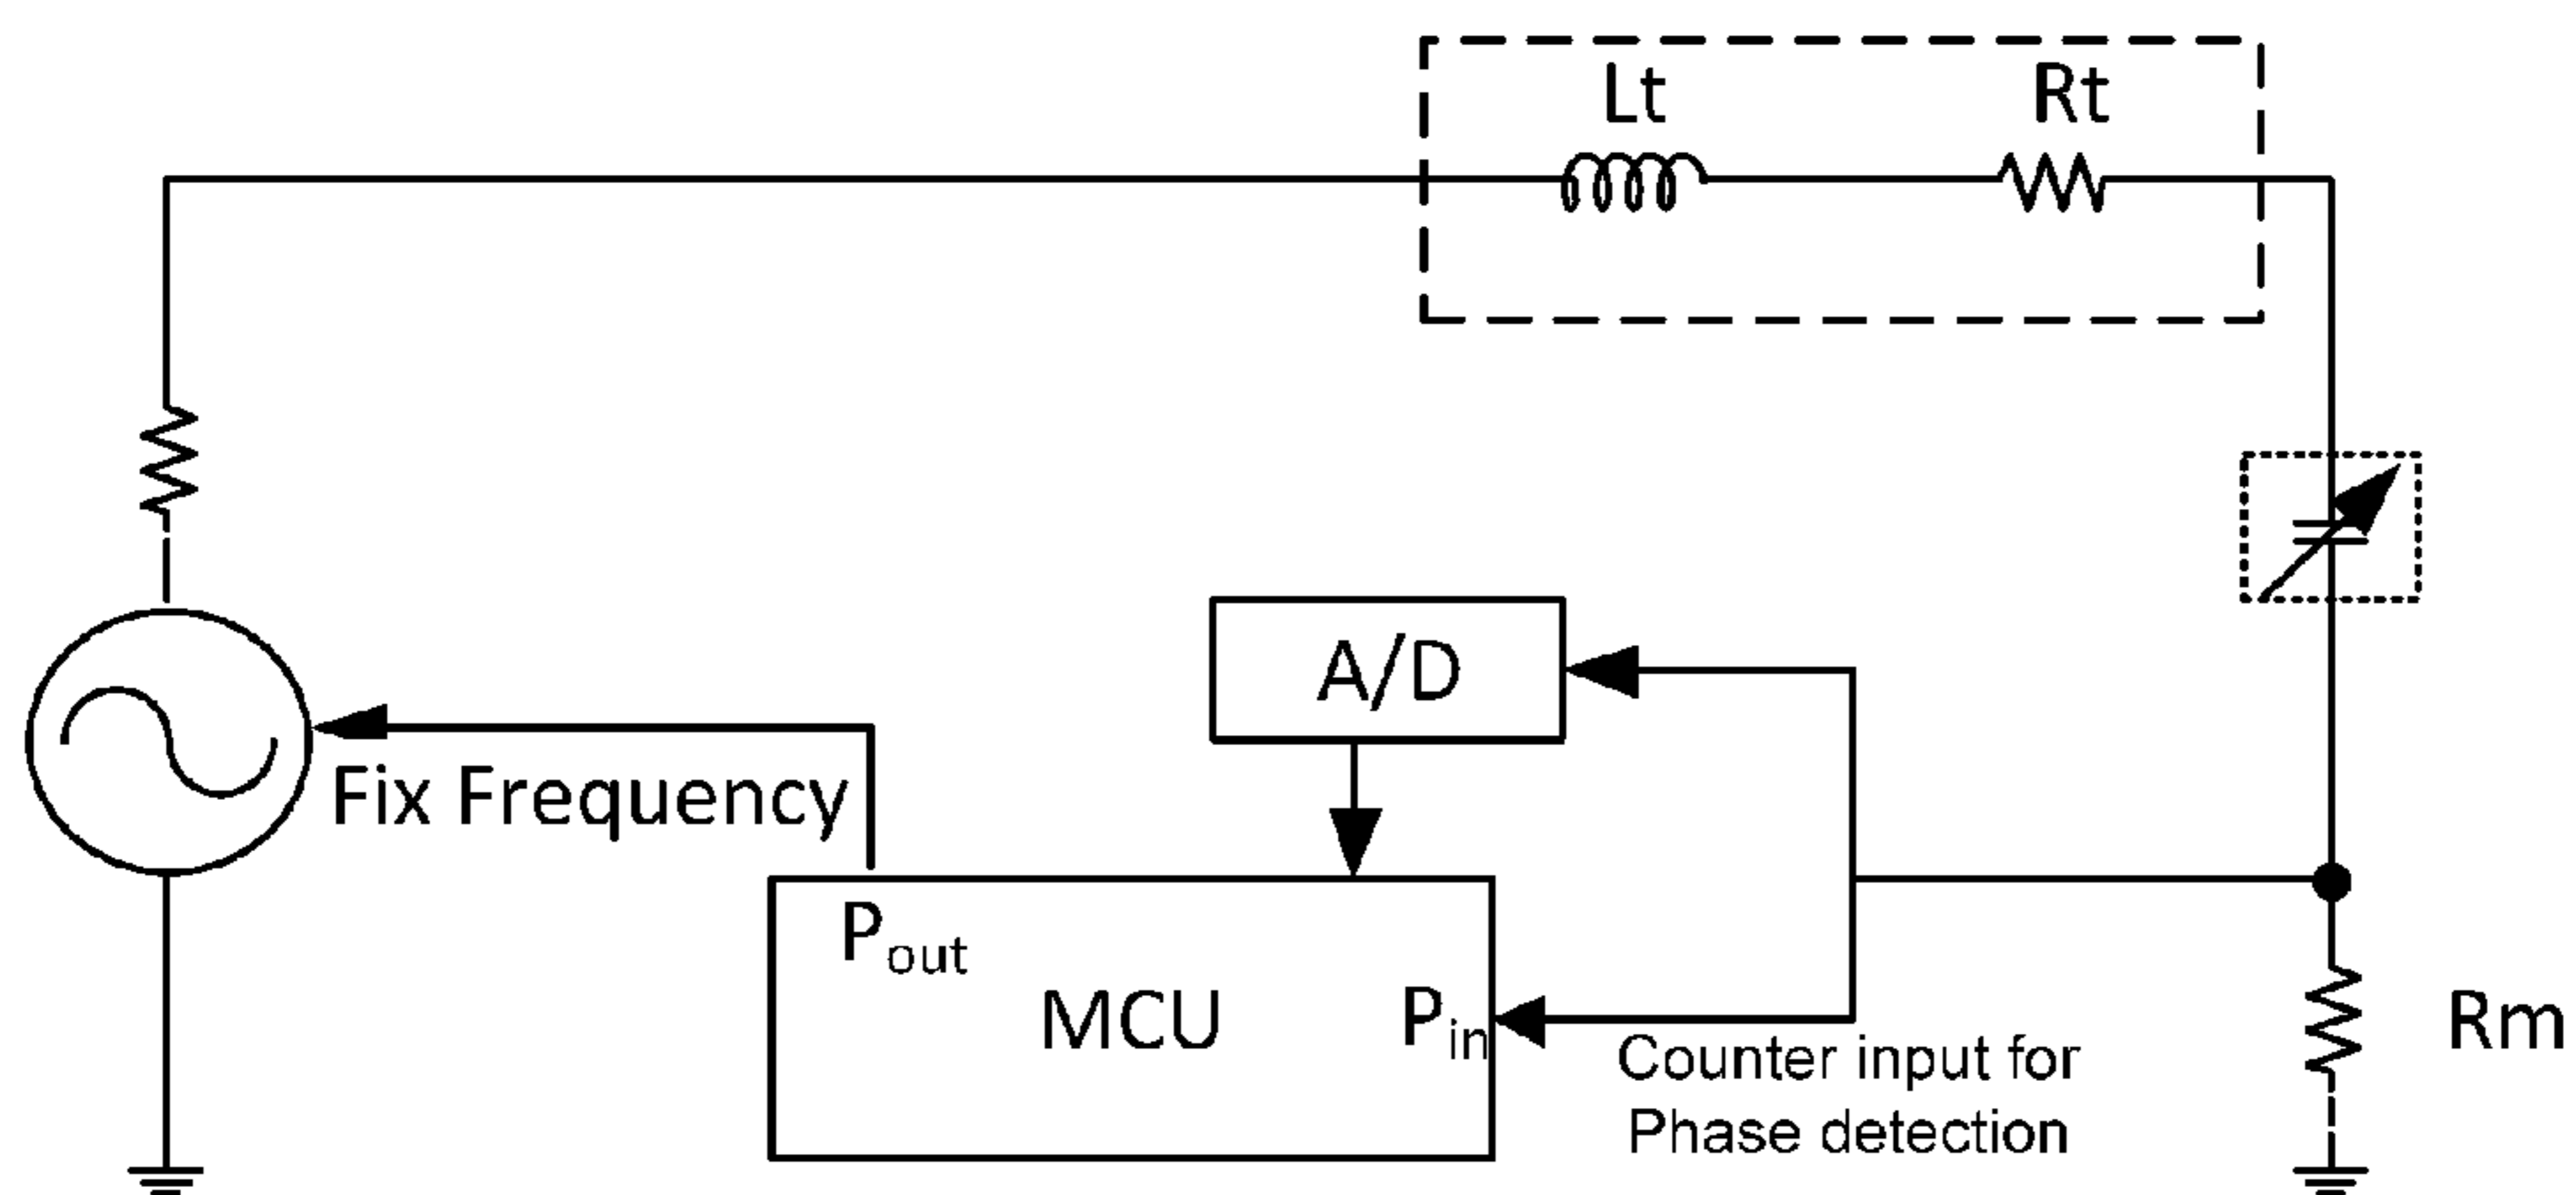 Lt
Rt
A/D
Fix Frequency
Pout
MCU
Pin
Rm
Counter input for
Phase detection